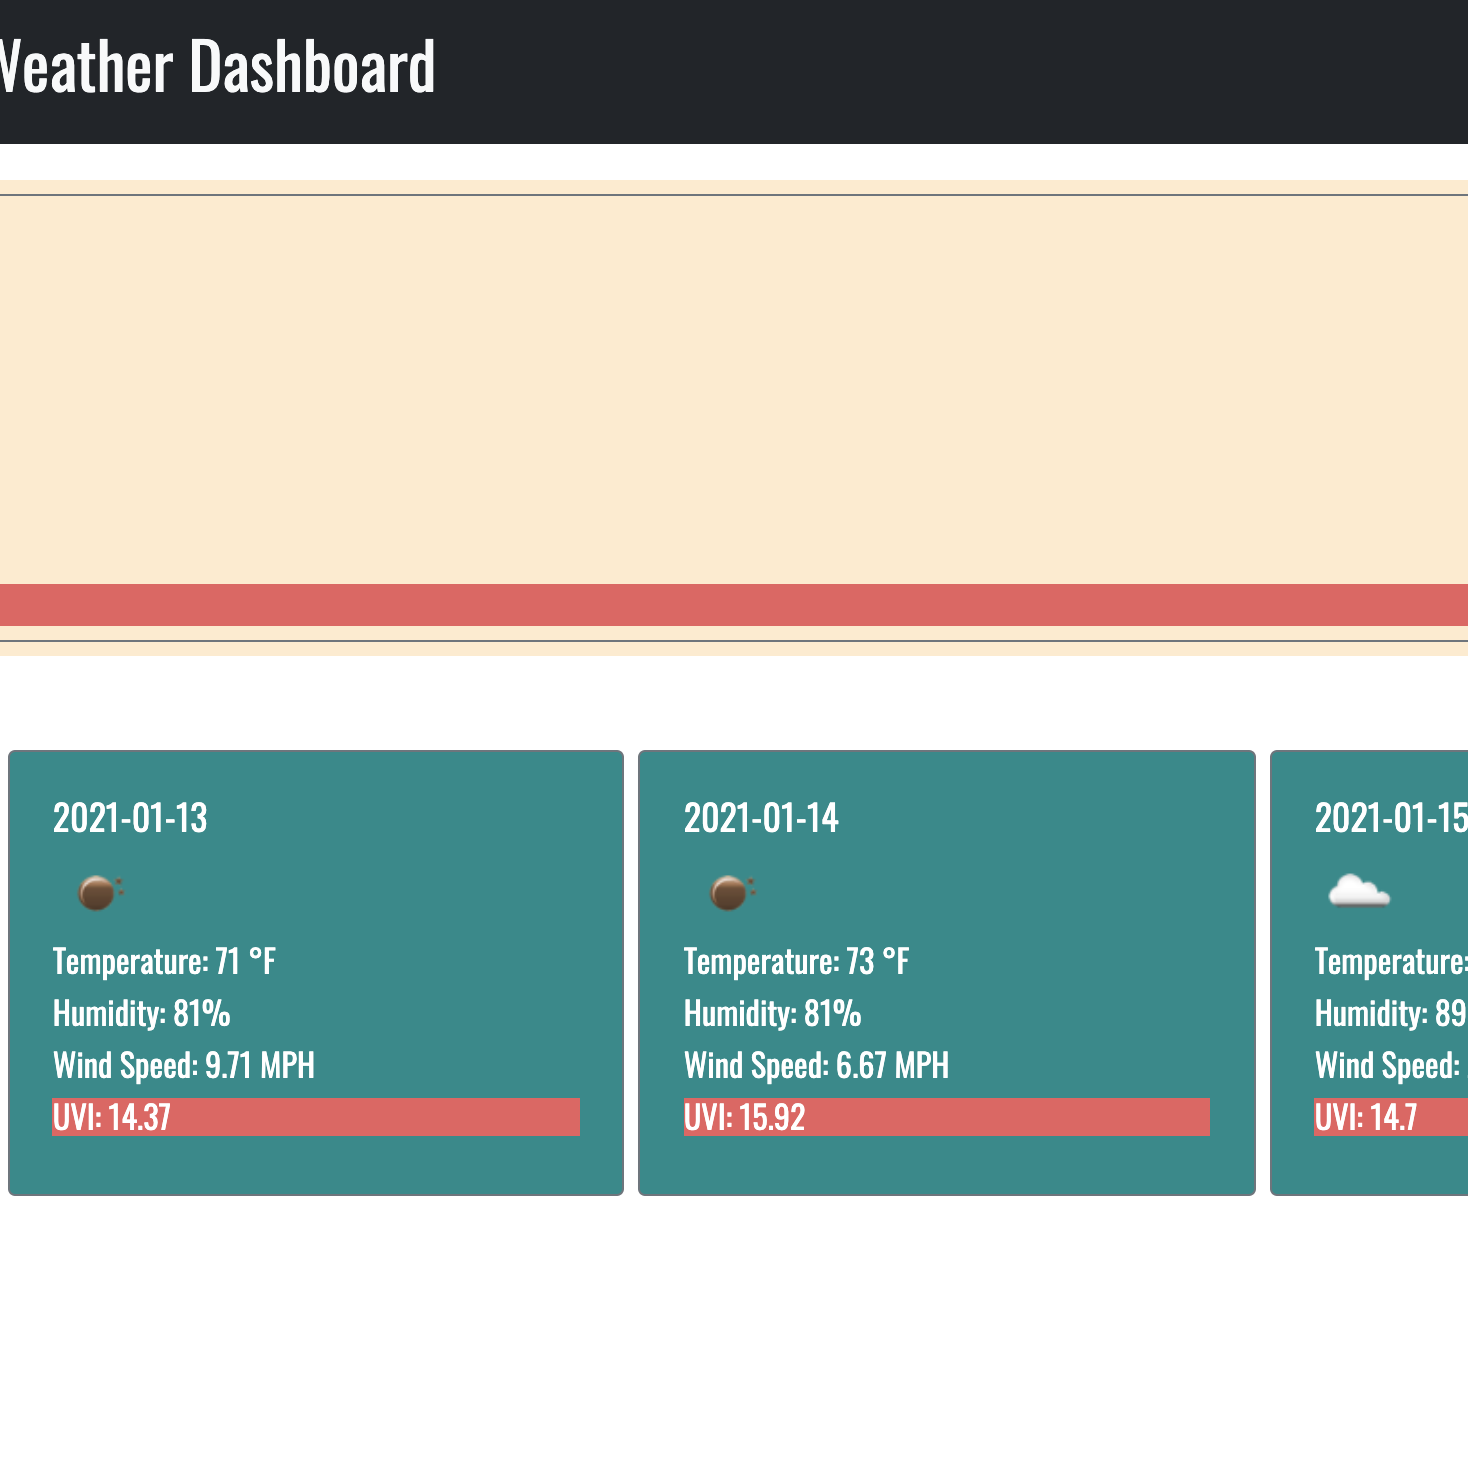 Weather Dashboard
2021-01-13
Temperature: 71 °F
Humidity: 81%
Wind Speed: 9.71 MPH
UVI: 14.37
2021-01-14
Temperature: 73 °F
Humidity: 81%
Wind Speed: 6.67 MPH
UVI: 15.92
2021-01-15
Temperature:
Humidity: 89
Wind Speed:
UVI: 14.7